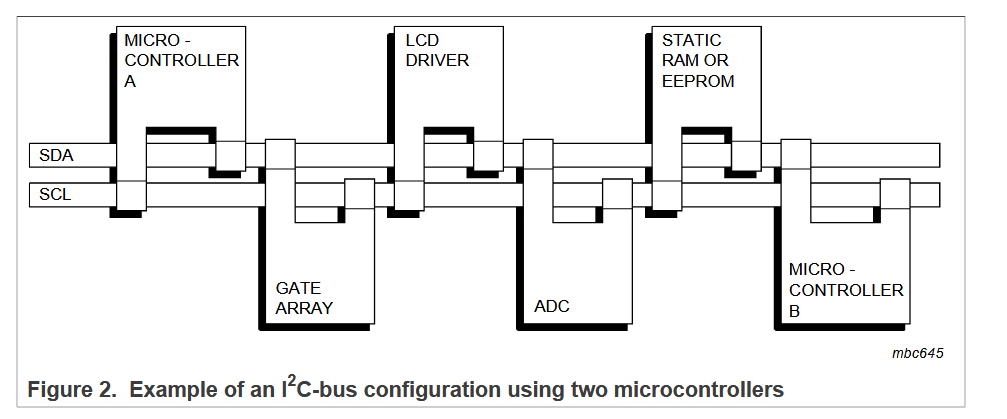 MICRO -
CONTROLLER
A
LCD
DRIVER
STATIC
RAM OR
EEPROM
SDA
SCL
GATE
ARRAY
ADC
MICRO -
CONTROLLER
B
mbc645
Figure 2. Example of an I²C-bus configuration using two microcontrollers